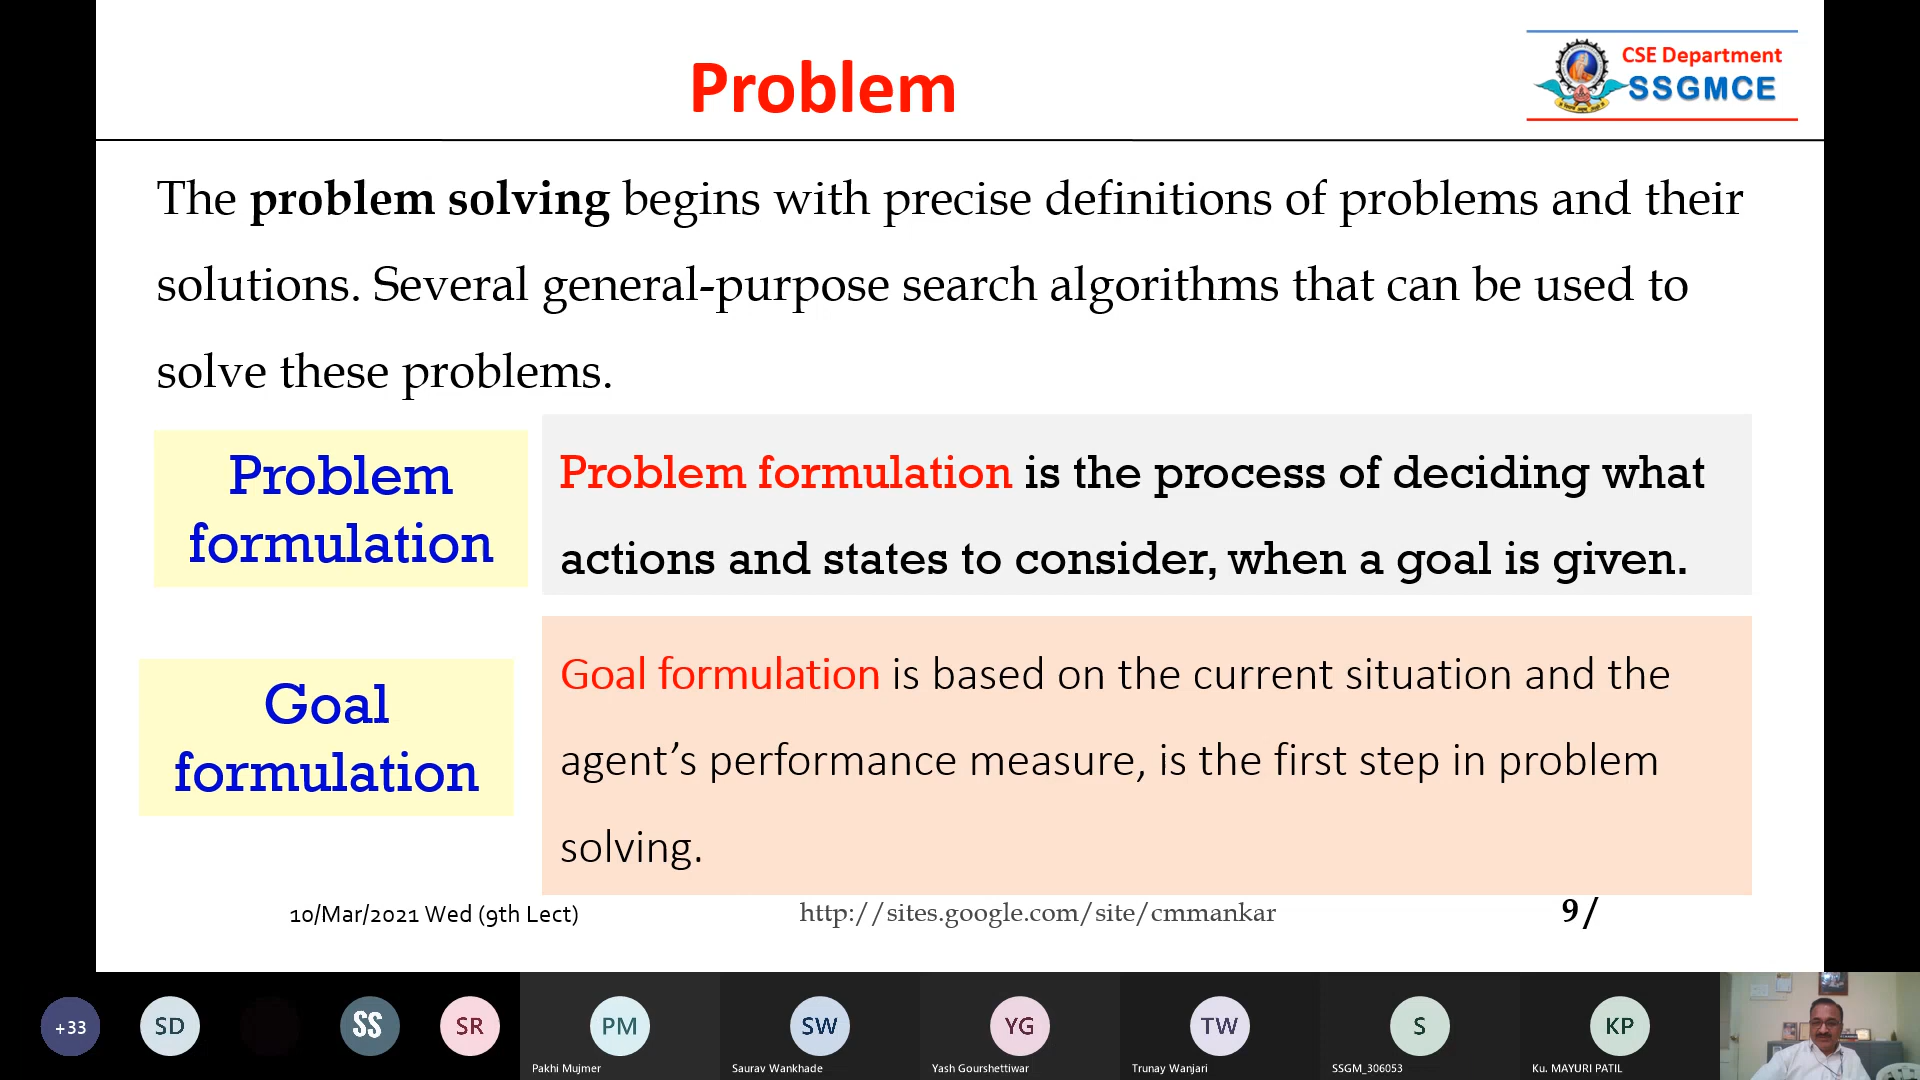 Problem
CSE Department
SSGMCE
The problem solving begins with precise definitions of problems and their
solutions. Several general-purpose search algorithms that can be used to
solve these problems.
Problem
formulation
Problem formulation is the process of deciding what
actions and states to consider, when a goal is given.
Goal
formulation
Goal formulation is based on the current situation and the
agent’s performance measure, is the first step in problem
solving.
10/Mar/2021 Wed (9th Lect)
http://sites.google.com/site/cmmankar
9/
+33
SD
SS
SR
PM
SW
YG
TW
S
KP
Pakhi Mujmer
Saurav Wankhade
Yash Gourshettiwar
Trunay Wanjari
SSGM_306053
Ku. MAYURI PATIL